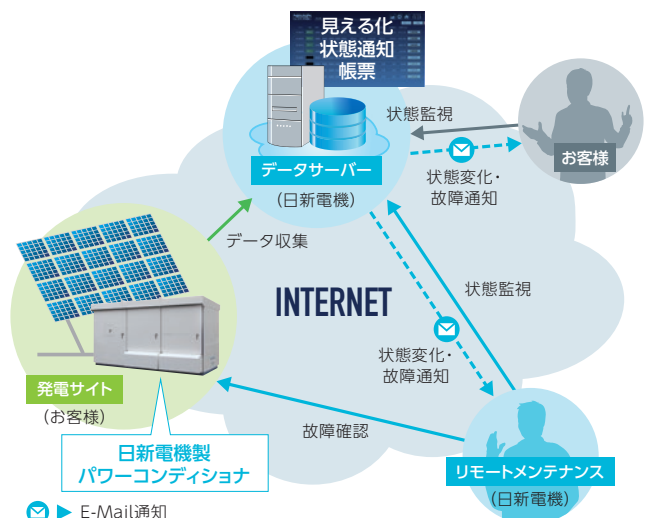 見える化
状態通知
帳票
状態監視
お客様
データサーバー
(日新電機)
状態変化・
故障通知
データ収集
INTERNET
状態監視
状態変化・
故障通知
発電サイト
(お客様)
故障確認
日新電機製
パワーコンディショナ
リモートメンテナンス
(日新電機)
E-Mail通知